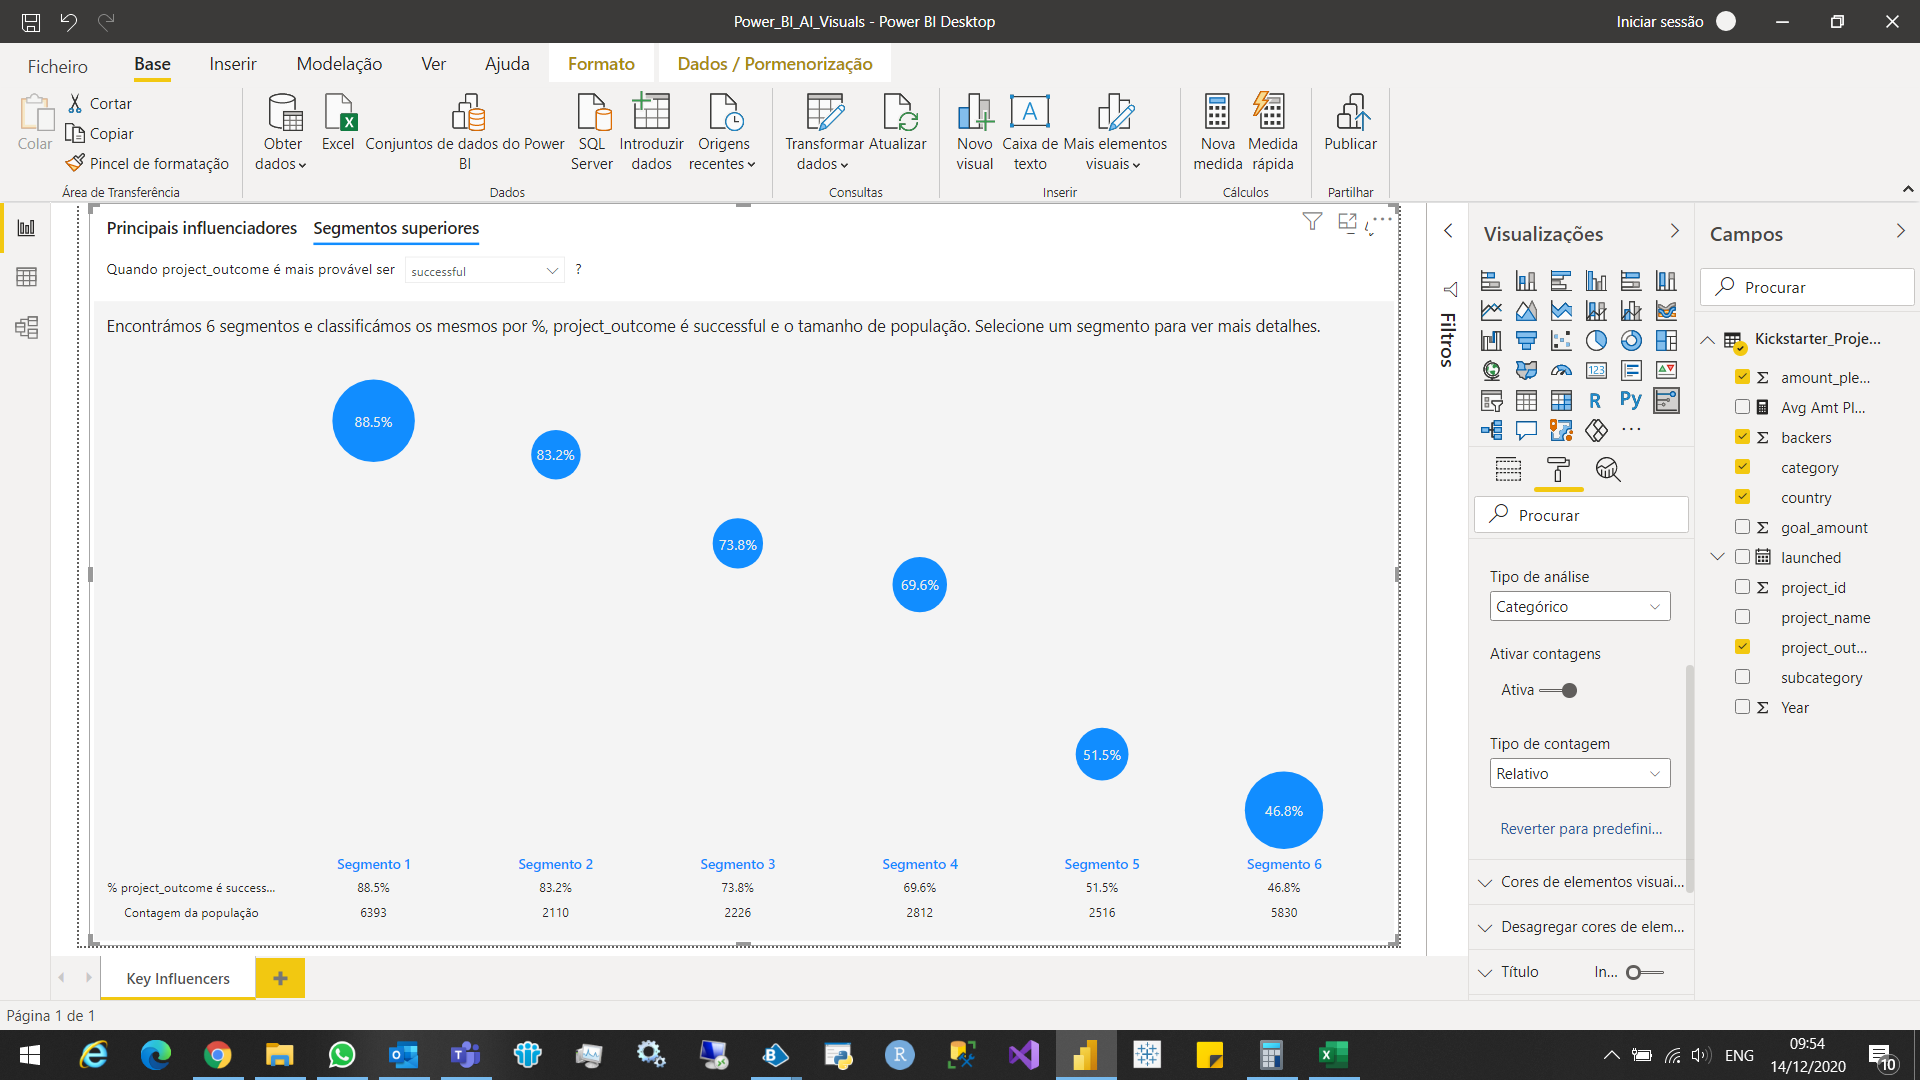 Power_BI_AI_Visuals - Power BI Desktop
Iniciar sessão
Ficheiro
Base
Inserir
Modelação
Ver
Ajuda
Formato
Dados / Pormenorização
Colar
Cortar
Copiar
Pincel de formatação
Área de Transferência
Obter
dados
Excel
Conjuntos de dados do Power
BI
SQL
Server
Introduzir
dados
Origens
recentes
Dados
Transformar
dados
Atualizar
Consultas
Novo
visual
Caixa de
texto
Mais elementos
visuais
Inserir
Nova
medida
Medida
rápida
Cálculos
Publicar
Partilhar
Principais influenciadores
Segmentos superiores
Quando project_outcome é mais provável ser
successful
?
Encontrámos 6 segmentos e classificámos os mesmos por %, project_outcome é successful e o tamanho de população. Selecione um segmento para ver mais detalhes.
88.5%
83.2%
73.8%
69.6%
51.5%
46.8%
Segmento 1 Segmento 2 Segmento 3 Segmento 4 Segmento 5 Segmento 6
% project_outcome é success... 88.5% 83.2% 73.8% 69.6% 51.5% 46.8%
Contagem da população 6393 2110 2226 2812 2516 5830
Filtros
Visualizações
123
R
Py
Procurar
Tipo de análise
Categórico
Ativar contagens
Ativa
Tipo de contagem
Relativo
Reverter para predefini...
Cores de elementos visuai...
Desagregar cores de elem...
Título
In...
Campos
Procurar
Kickstarter_Proje...
amount_ple...
Avg Amt Pl...
backers
category
country
goal_amount
launched
project_id
project_name
project_out...
subcategory
Year
Key Influencers
Página 1 de 1
ENG
09:54
14/12/2020
10